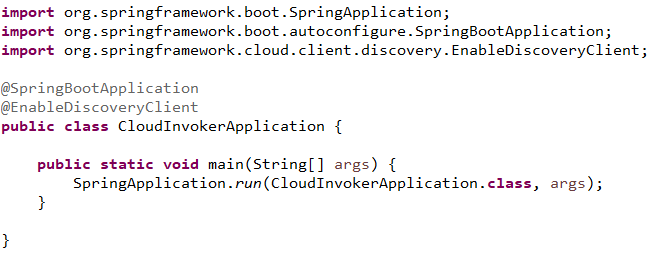 import org.springframework.boot.SpringApplication;
import org.springframework.boot.autoconfigure.SpringBootApplication;
import org.springframework.cloud.client.discovery.EnableDiscoveryClient;
@SpringBootApplication
@EnableDiscoveryClient
public class CloudInvokerApplication {
public static void main(String[] args) {
SpringApplication.run(CloudInvokerApplication.class, args);
}
}